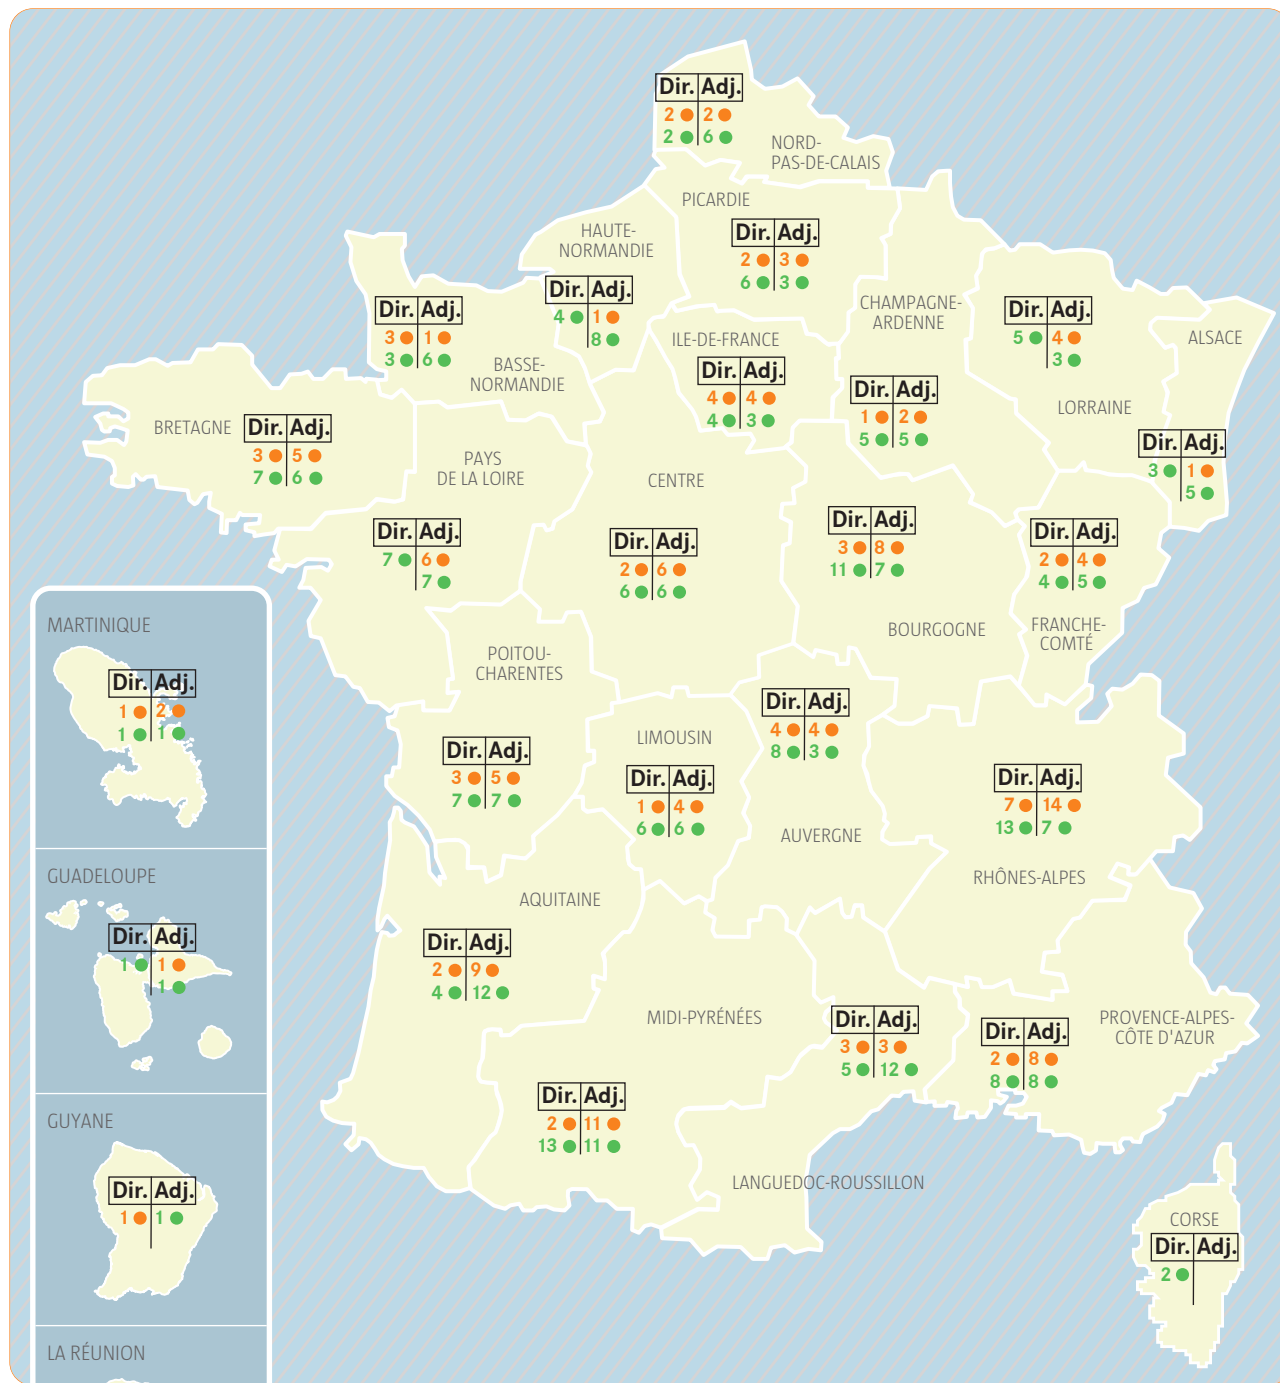 Dir. Adj.
2 2
2 6
NORD-
PAS-DE-CALAIS
PICARDIE
Dir. Adj.
2 3
6 3
HAUTE-
NORMANDIE
Dir. Adj.
4 1
8
Dir. Adj.
3 1
3 6
BASSE-
NORMANDIE
ILE-DE-FRANCE
Dir. Adj.
4 4
4 3
CHAMPAGNE-
ARDENNE
Dir. Adj.
1 2
5 5
Dir. Adj.
5 4
3
LORRAINE
ALSACE
Dir. Adj.
3 1
5
BRETAGNE
Dir. Adj.
3 5
7 6
PAYS
DE LA LOIRE
Dir. Adj.
7 6
7
CENTRE
Dir. Adj.
2 6
6 6
Dir. Adj.
3 8
11 7
BOURGOGNE
Dir. Adj.
2 4
4 5
FRANCHE-
COMTÉ
POITOU-
CHARENTES
Dir. Adj.
3 5
7 7
LIMOUSIN
Dir. Adj.
1 4
6 6
Dir. Adj.
4 4
8 3
AUVERGNE
Dir. Adj.
7 14
13 7
RHÔNES-ALPES
AQUITAINE
Dir. Adj.
2 9
4 12
MIDI-PYRÉNÉES
Dir. Adj.
2 11
13 11
Dir. Adj.
3 3
5 12
LANGUEDOC-ROUSSILLON
Dir. Adj.
2 8
8 8
PROVENCE-ALPES-
CÔTE D'AZUR
CORSE
Dir. Adj.
2
MARTINIQUE
Dir. Adj.
1 2
1 1
GUADELOUPE
Dir. Adj.
1 1
1
GUYANE
Dir. Adj.
1 1
LA RÉUNION